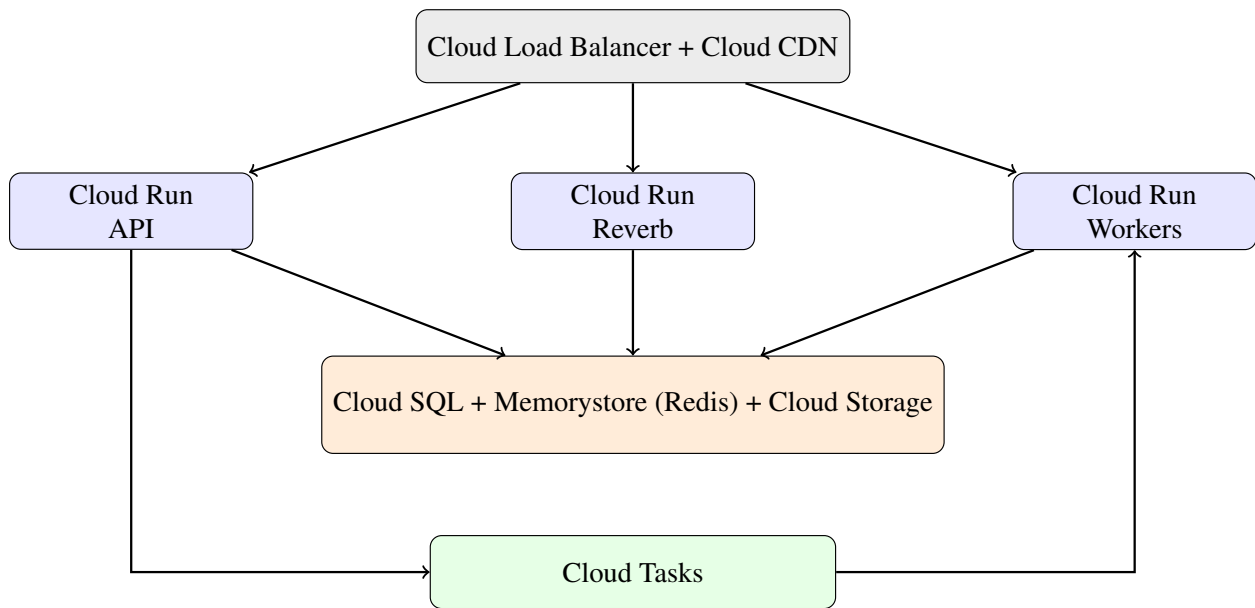 Cloud Load Balancer + Cloud CDN
Cloud Run
API
Cloud Run
Reverb
Cloud Run
Workers
Cloud SQL + Memorystore (Redis) + Cloud Storage
Cloud Tasks